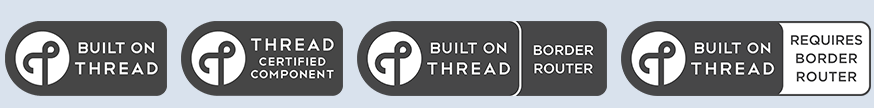 BUILT ON
THREAD
THREAD
CERTIFIED
COMPONENT
BUILT ON
THREAD
BORDER
ROUTER
BUILT ON
THREAD
REQUIRES
BORDER
ROUTER